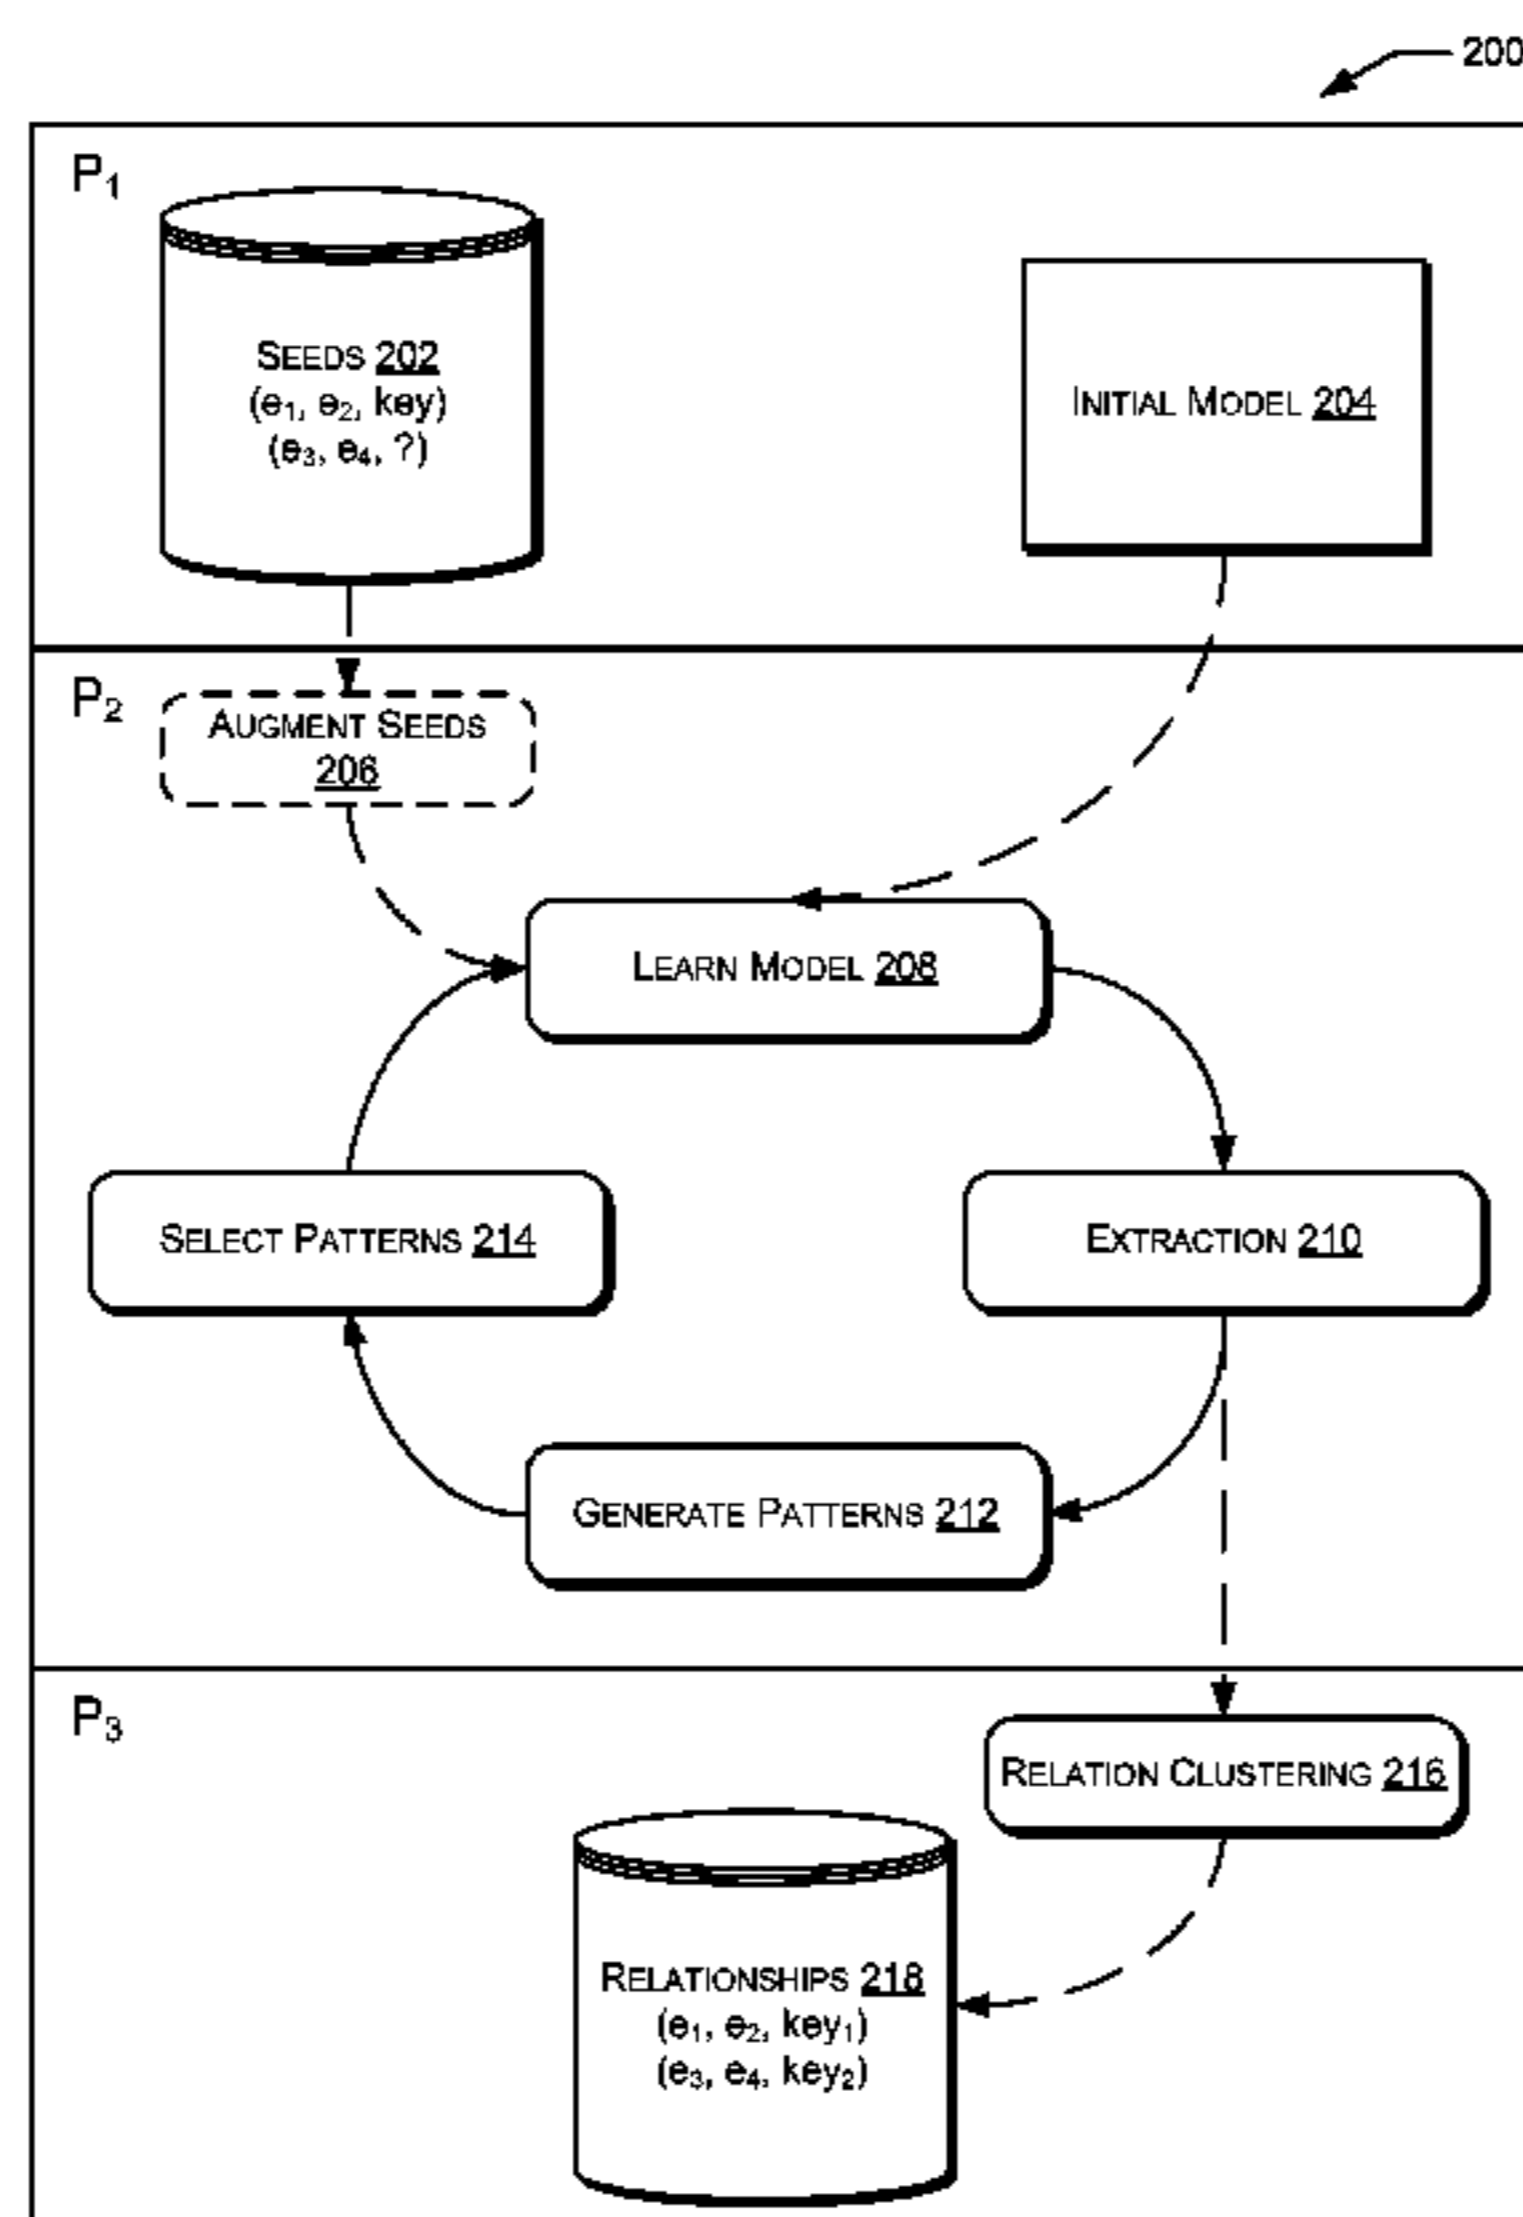 200
P₁
SEEDS 202
(e₁, e₂, key)
(e₃, e₄, ?)
INITIAL MODEL 204
P₂
AUGMENT SEEDS
206
LEARN MODEL 208
SELECT PATTERNS 214
EXTRACTION 210
GENERATE PATTERNS 212
P₃
RELATION CLUSTERING 216
RELATIONSHIPS 218
(e₁, e₂, key₁)
(e₃, e₄, key₂)